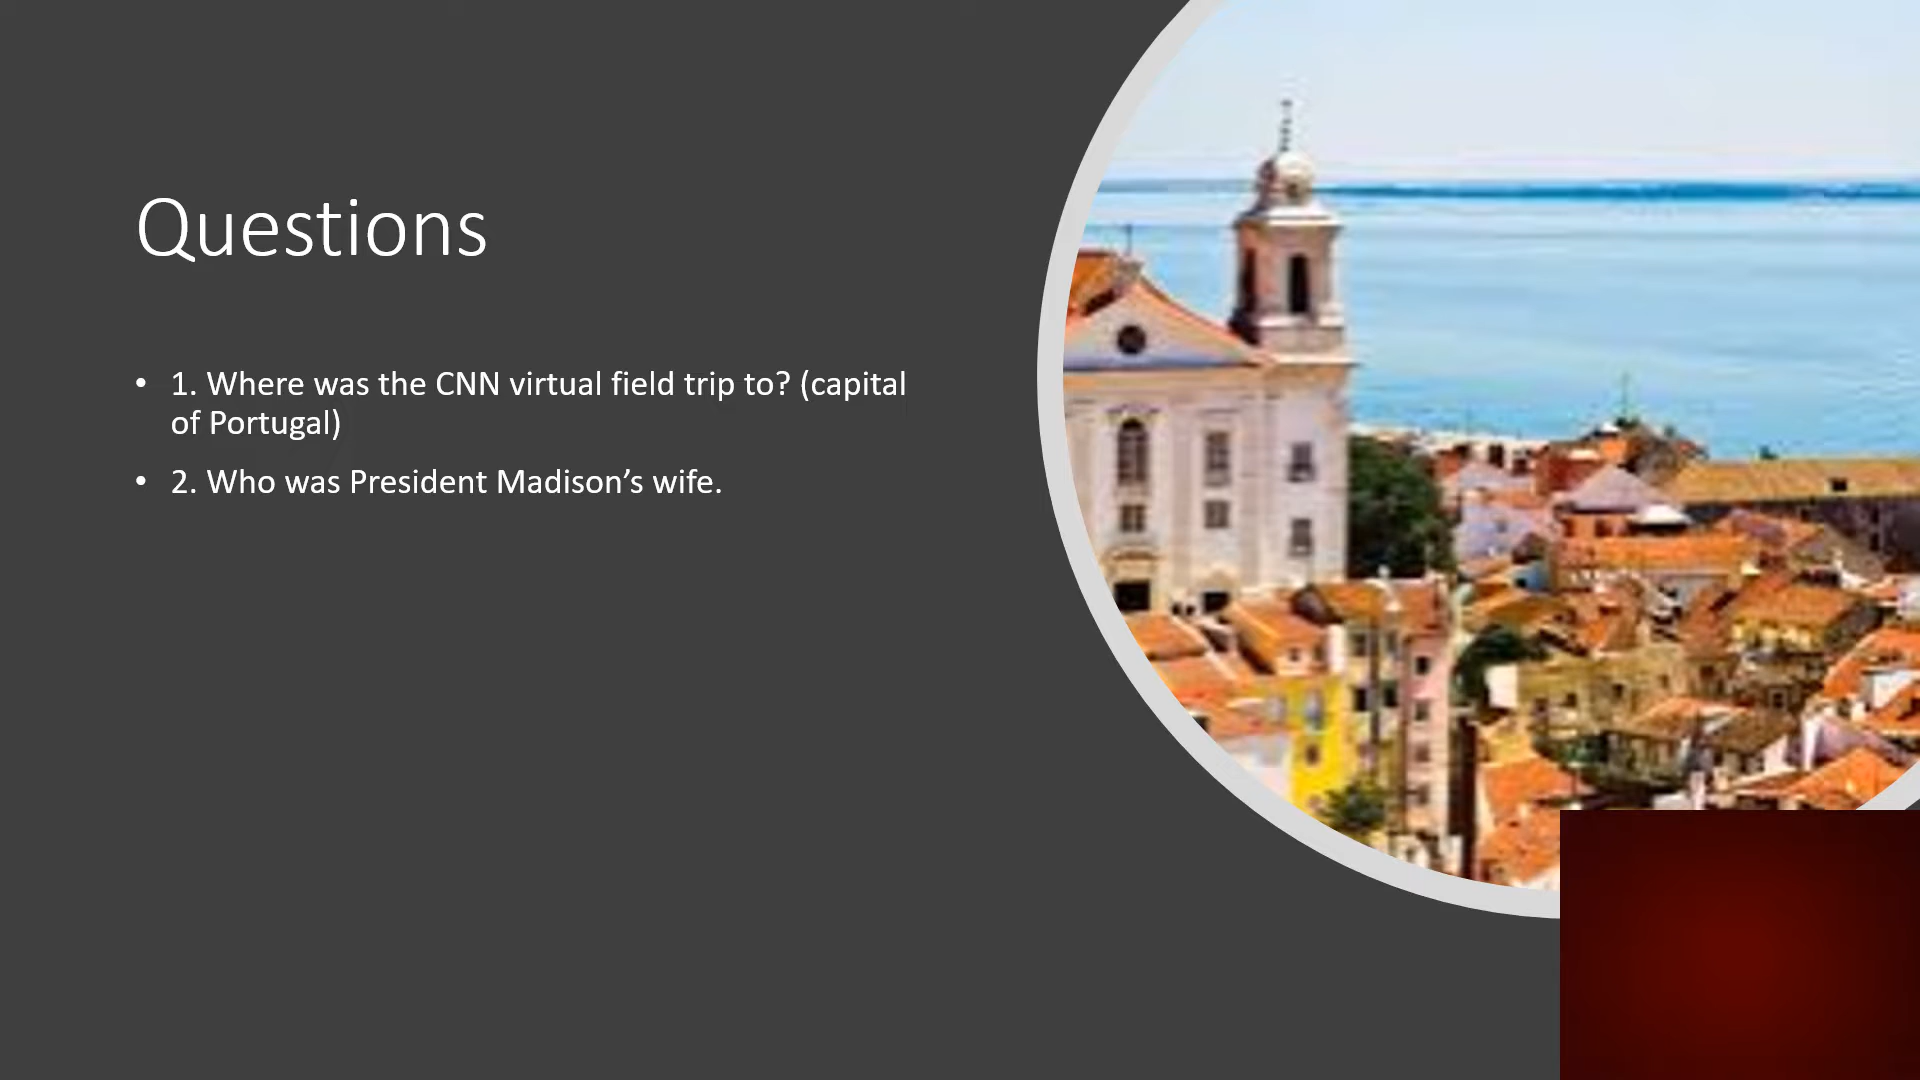 Questions
• 1. Where was the CNN virtual field trip to? (capital
of Portugal)
• 2. Who was President Madison’s wife.